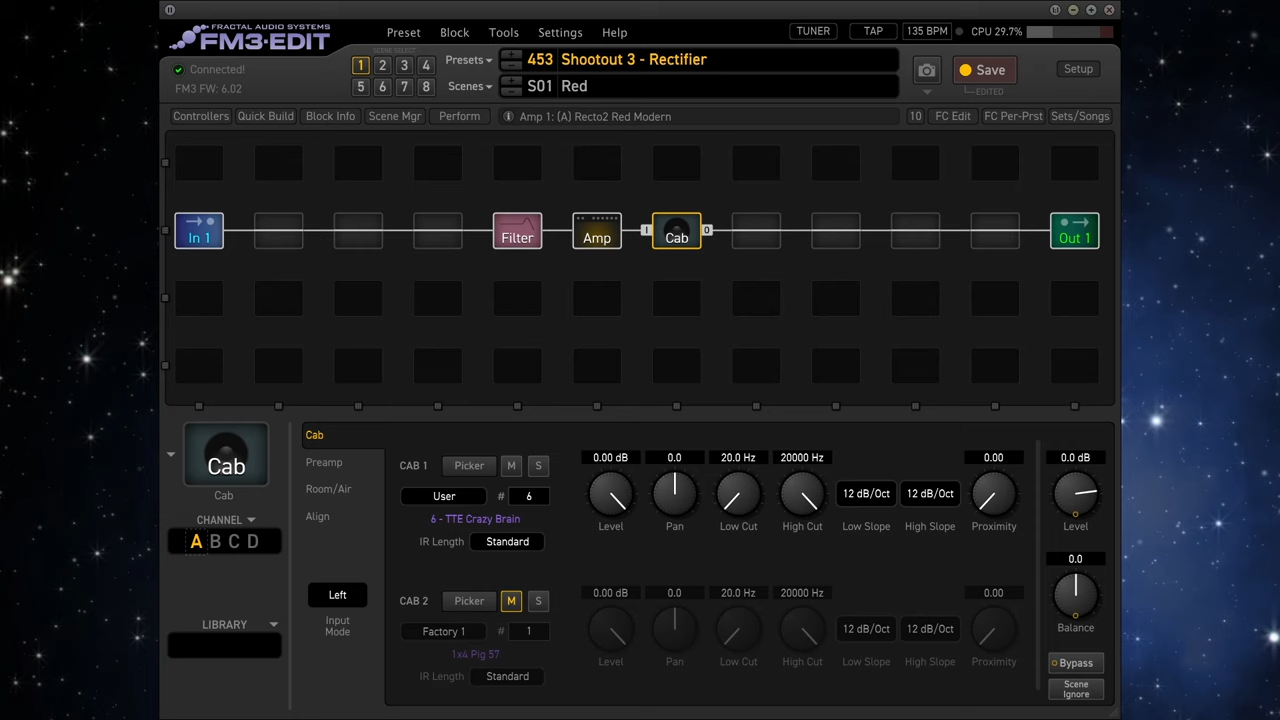 FRACTAL AUDIO SYSTEMS
FM3-EDIT
Preset Block Tools Settings Help
TUNER TAP 135 BPM CPU 29.7%
Connected!
FM3 FW: 6.02
SCENE SELECT
1 2 3 4
5 6 7 8
Presets
Scenes
453 Shootout 3 - Rectifier
S01 Red
Save
EDITED
Setup
Controllers Quick Build Block Info Scene Mgr Perform
Amp 1: (A) Recto2 Red Modern
10 FC Edit FC Per-Prst Sets/Songs
In 1 Filter Amp I Cab O Out 1
Cab
Cab
CHANNEL
A B C D
LIBRARY
Cab
Preamp
Room/Air
Align
Left
Input
Mode
CAB 1 Picker M S
User # 6
6 - TTE Crazy Brain
IR Length Standard
0.00 dB 0.0 20.0 Hz 20000 Hz 0.00
12 dB/Oct 12 dB/Oct
Level Pan Low Cut High Cut Low Slope High Slope Proximity
CAB 2 Picker M S
Factory 1 # 1
1x4 Pig 57
IR Length Standard
0.00 dB 0.0 20.0 Hz 20000 Hz 0.00
12 dB/Oct 12 dB/Oct
Level Pan Low Cut High Cut Low Slope High Slope Proximity
0.0 dB
Level
0.0
Balance
Bypass
Scene
Ignore